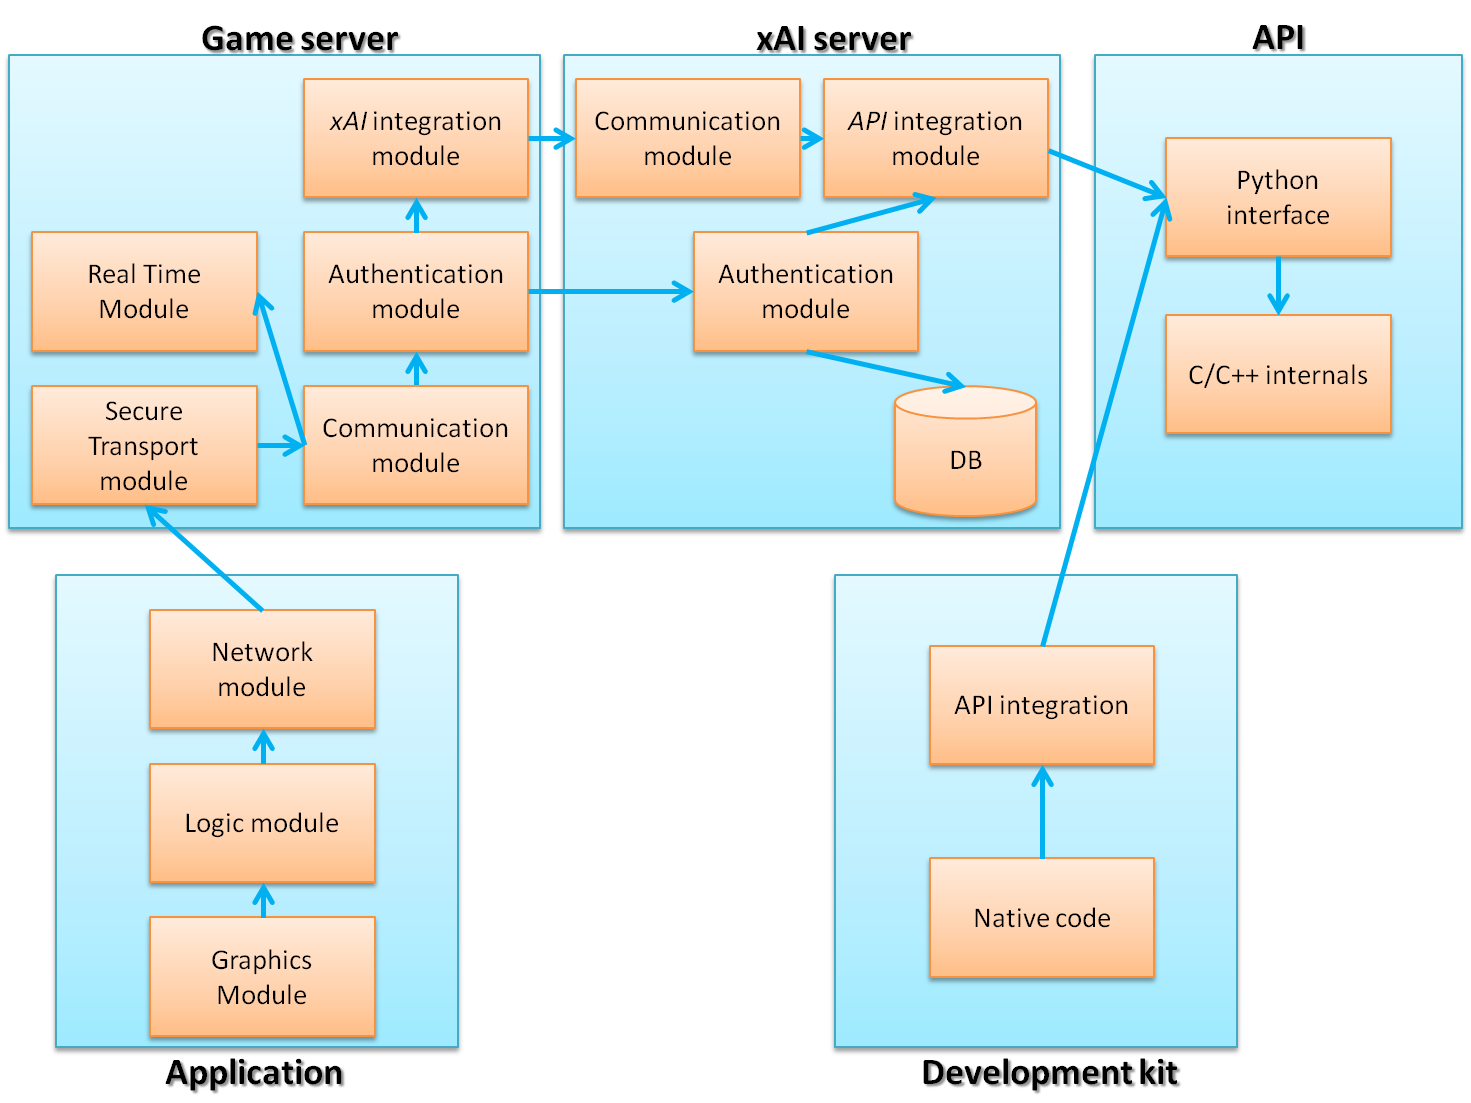 Game server
xAI integration
module
Real Time
Module
Authentication
module
Secure
Transport
module
Communication
module
xAI server
Communication
module
API integration
module
Authentication
module
DB
API
Python
interface
C/C++ internals
Network
module
Logic module
Graphics
Module
Application
API integration
Native code
Development kit